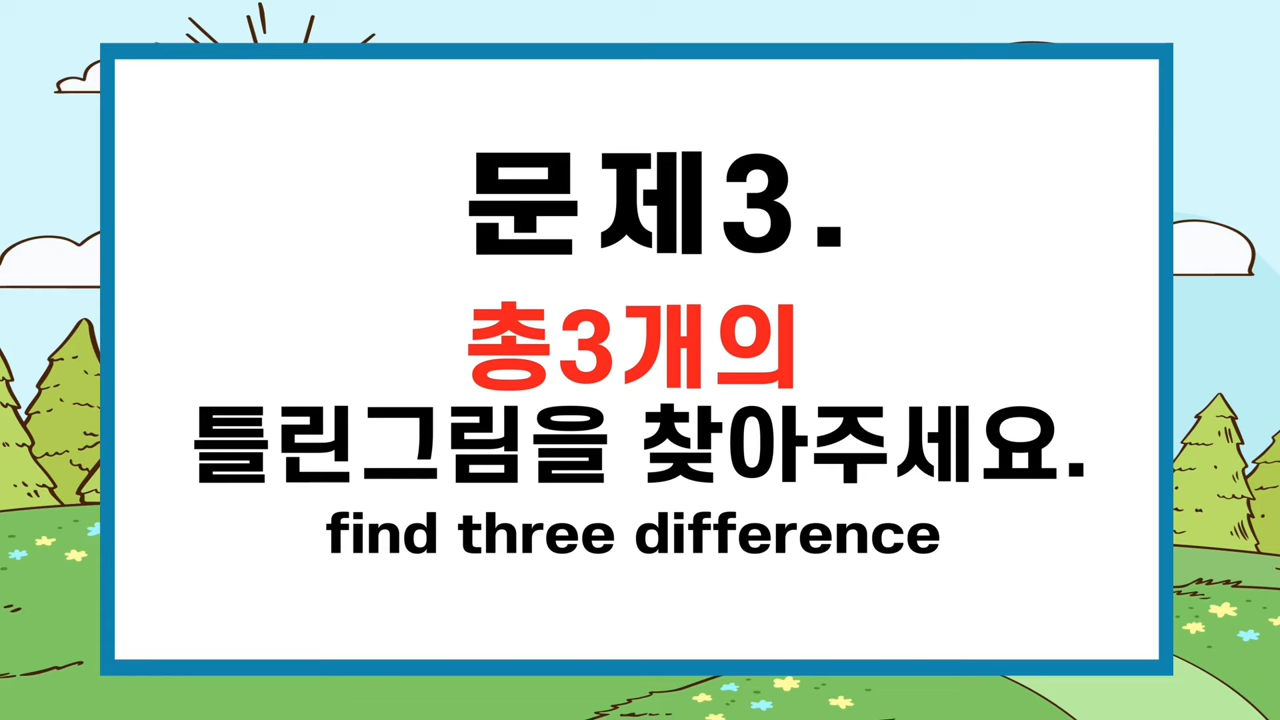 문제3.
총3개의
틀린그림을 찾아주세요.
find three difference